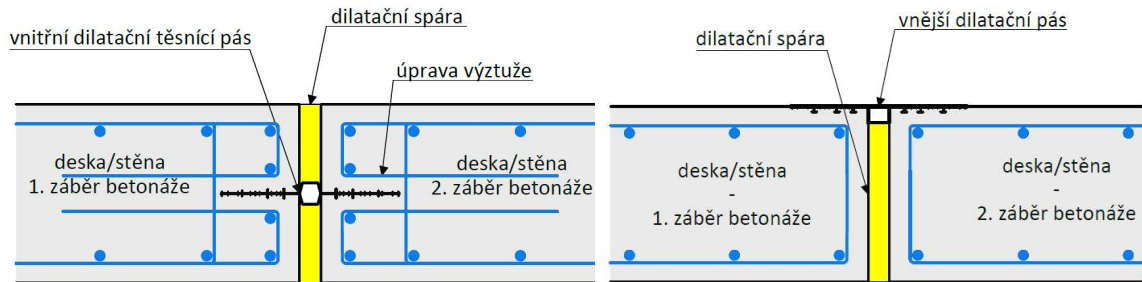 dilatační spára
vnitřní dilatační těsnící pás
úprava výztuže
deska/stěna
1. záběr betonáže
deska/stěna
2. záběr betonáže
vnější dilatační pás
dilatační spára
deska/stěna
-
1. záběr betonáže
deska/stěna
-
2. záběr betonáže